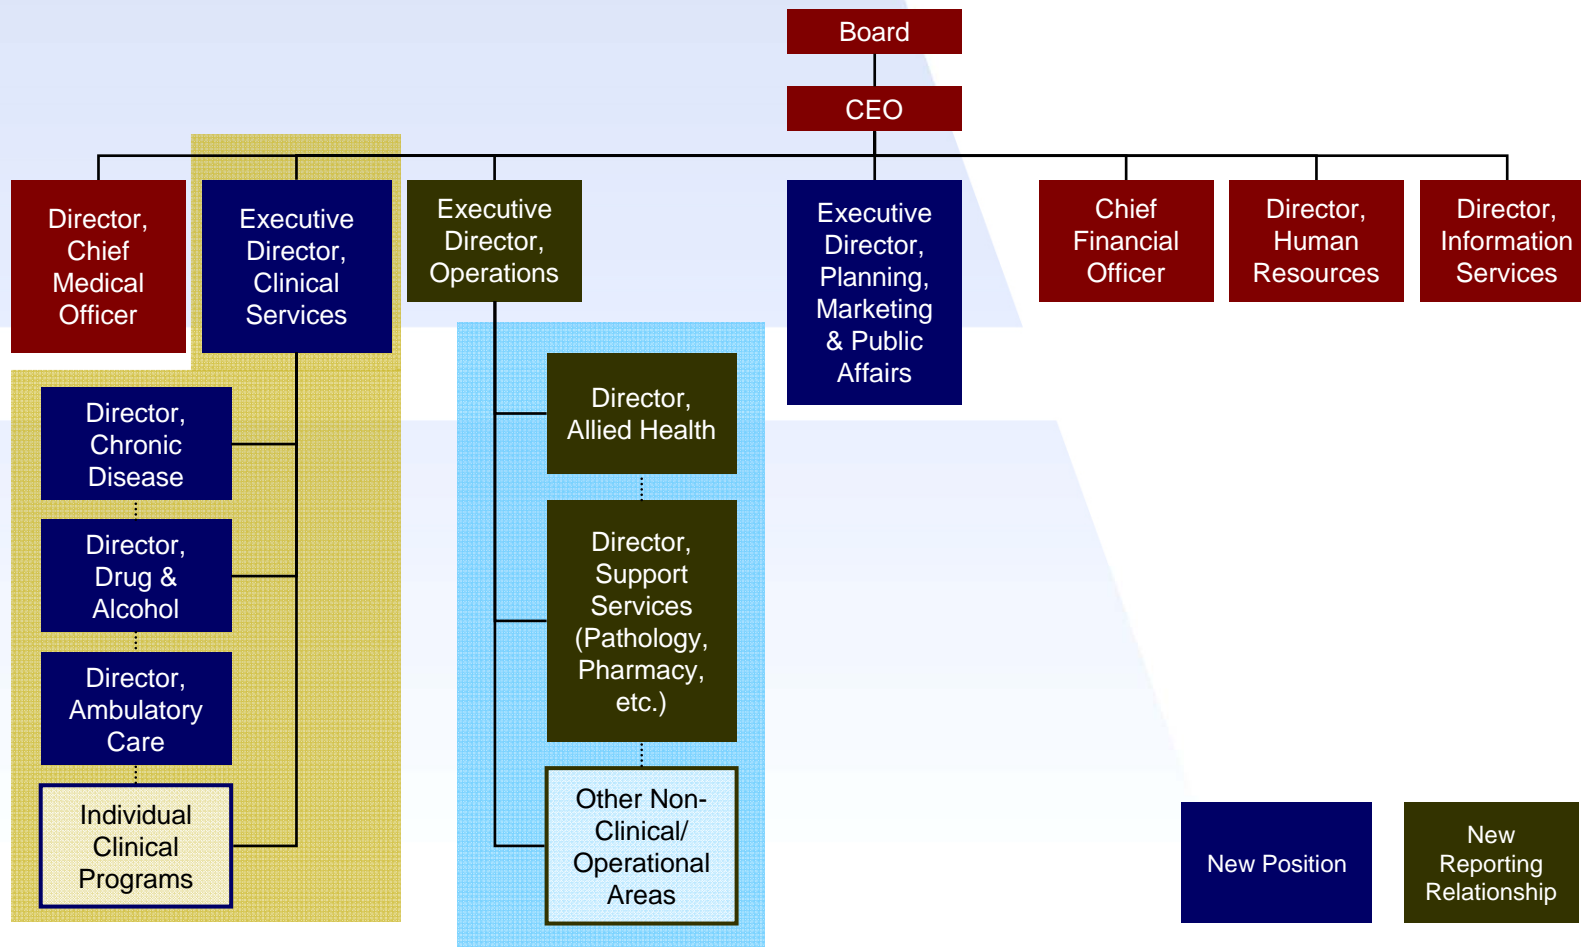 Board
CEO
Director,
Chief
Medical
Officer
Executive
Director,
Clinical
Services
Executive
Director,
Operations
Executive
Director,
Planning,
Marketing
& Public
Affairs
Chief
Financial
Officer
Director,
Human
Resources
Director,
Information
Services
Director,
Chronic
Disease
Director,
Drug &
Alcohol
Director,
Ambulatory
Care
Individual
Clinical
Programs
Director,
Allied Health
Director,
Support
Services
(Pathology,
Pharmacy,
etc.)
Other Non-
Clinical/
Operational
Areas
New Position
New
Reporting
Relationship